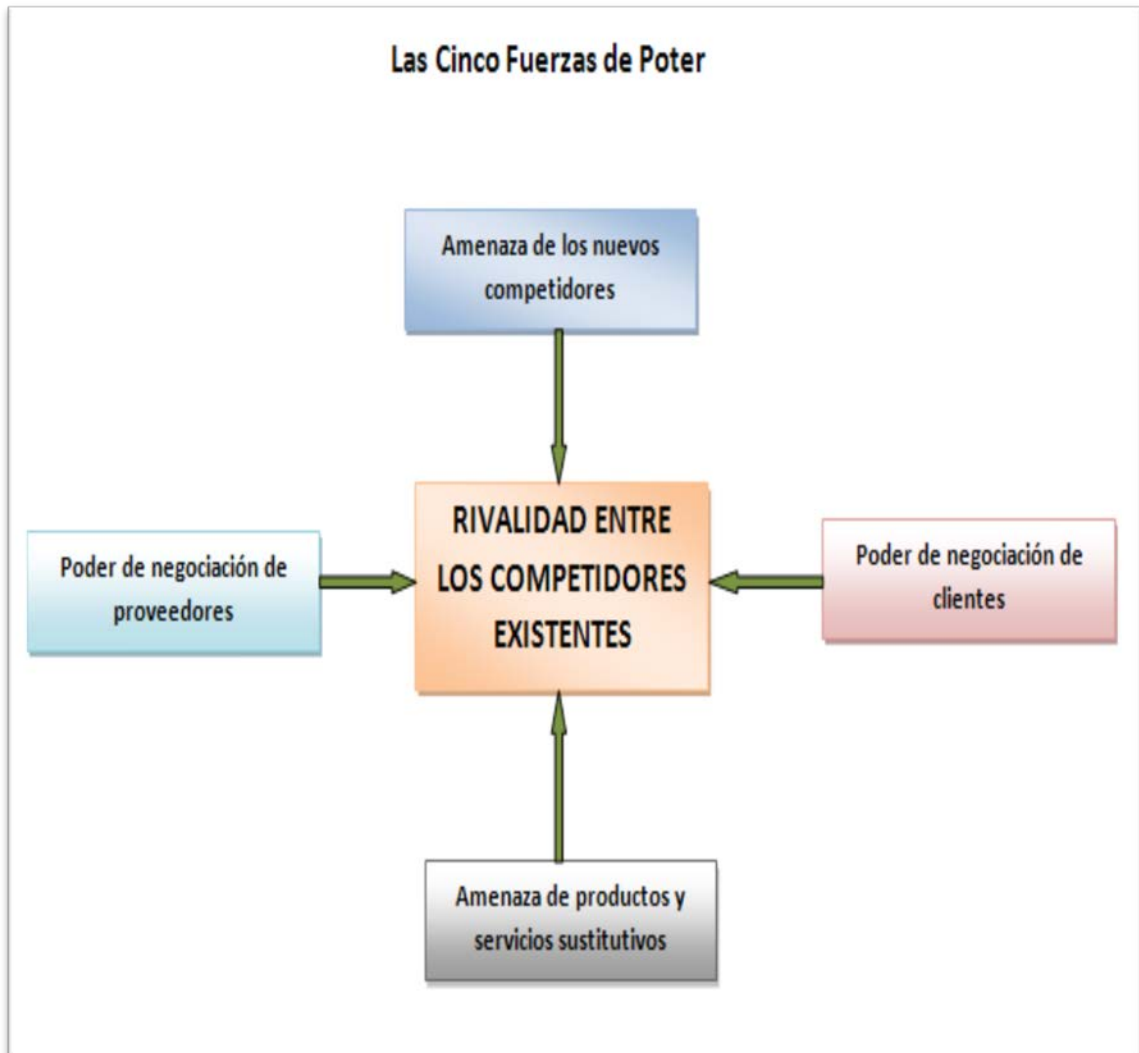 Las Cinco Fuerzas de Poter
Amenaza de los nuevos
competidores
RIVALIDAD ENTRE
LOS COMPETIDORES
EXISTENTES
Poder de negociación de
proveedores
Poder de negociación de
clientes
Amenaza de productos y
servicios sustitutivos